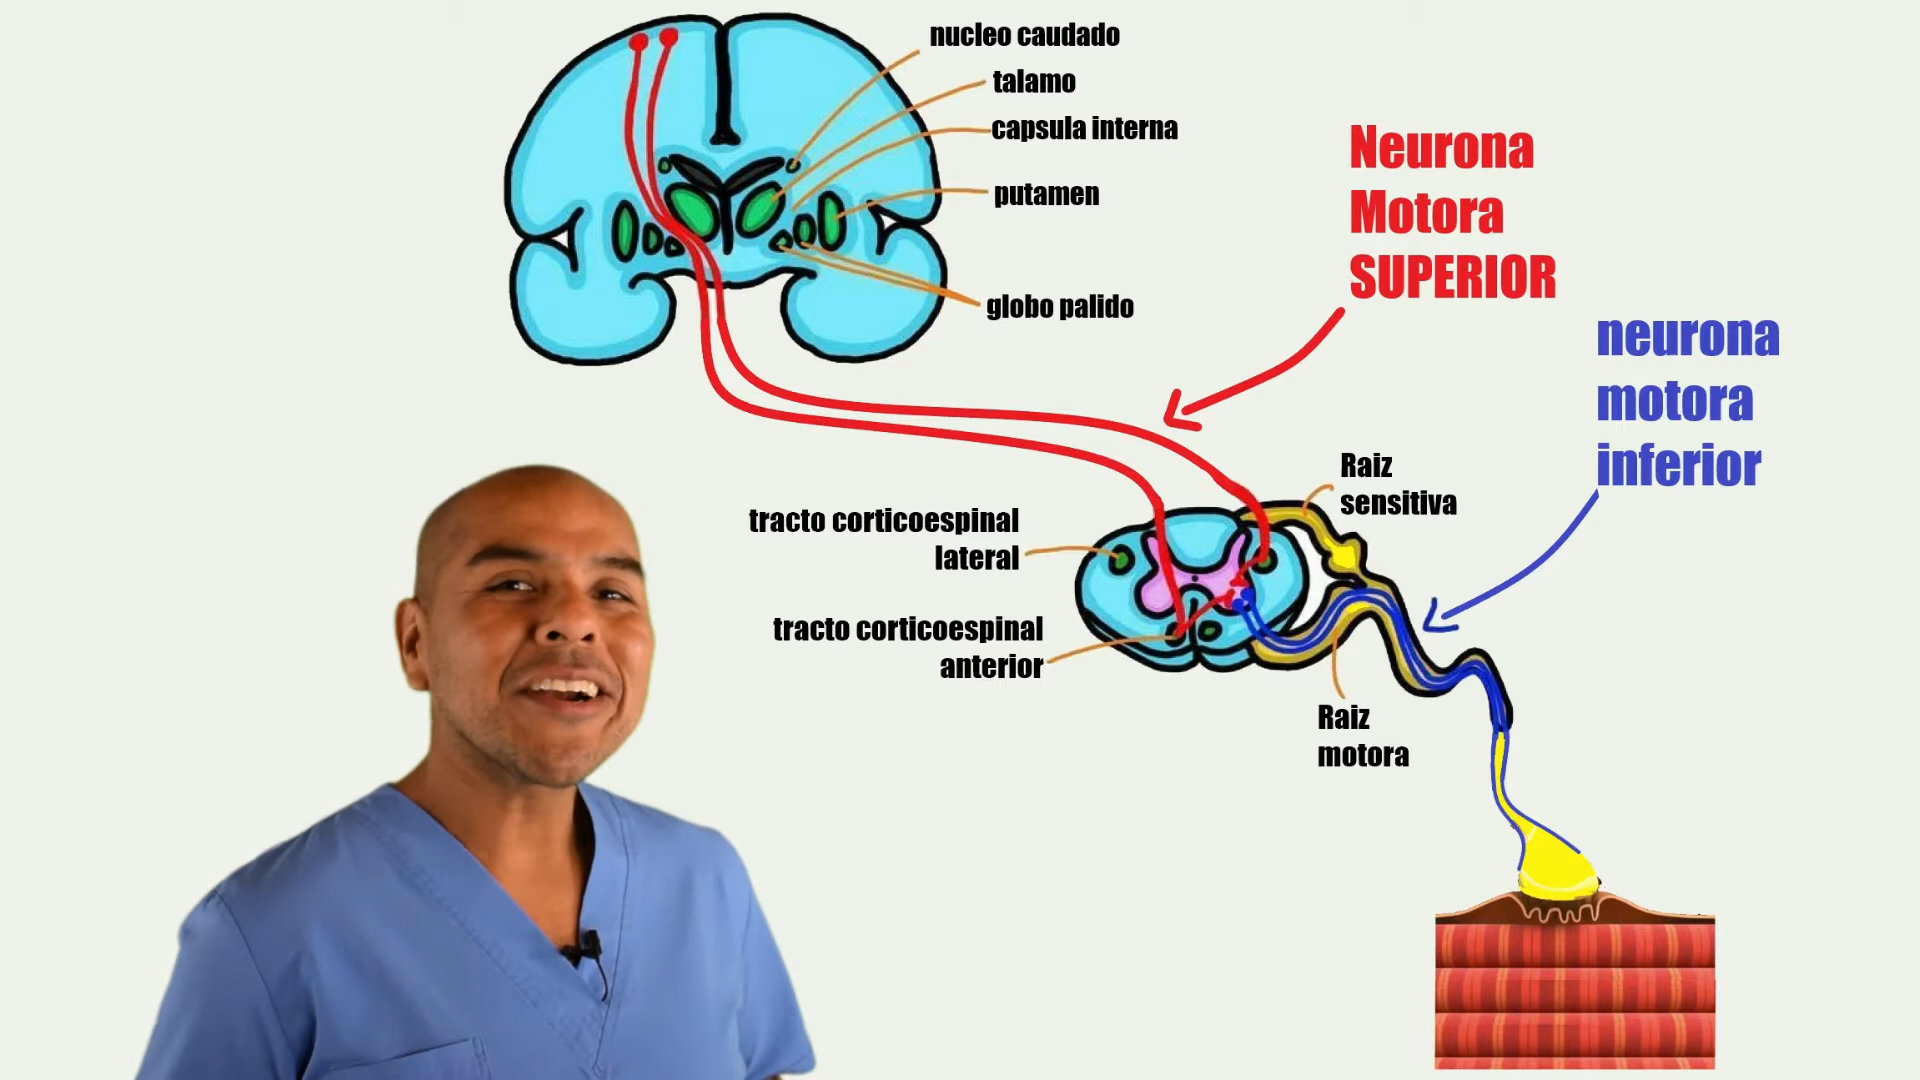 nucleo caudado
talamo
capsula interna
putamen
globo palido
Neurona
Motora
SUPERIOR
neurona
motora
inferior
Raiz
sensitiva
tracto corticoespinal
lateral
tracto corticoespinal
anterior
Raiz
motora